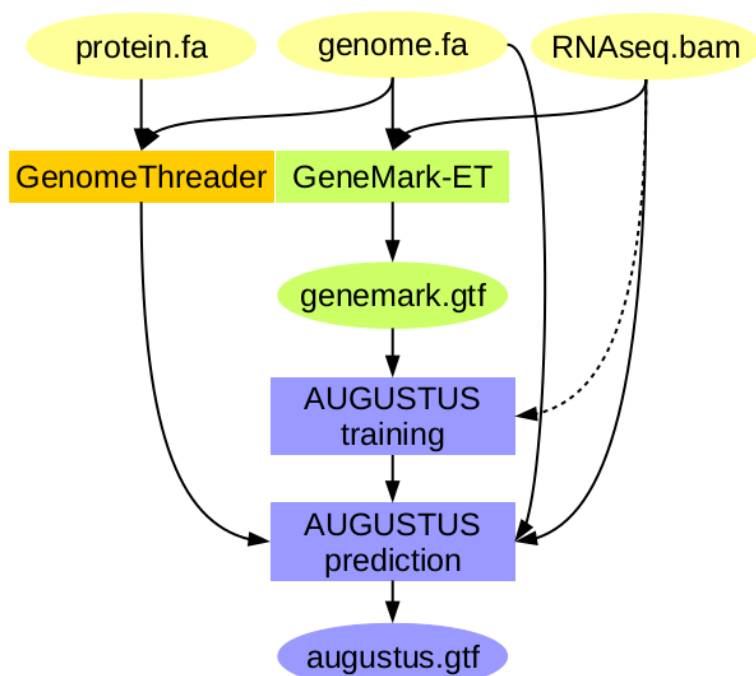 protein.fa
genome.fa
RNAseq.bam
GenomeThreader
GeneMark-ET
genemark.gtf
AUGUSTUS
training
AUGUSTUS
prediction
augustus.gtf